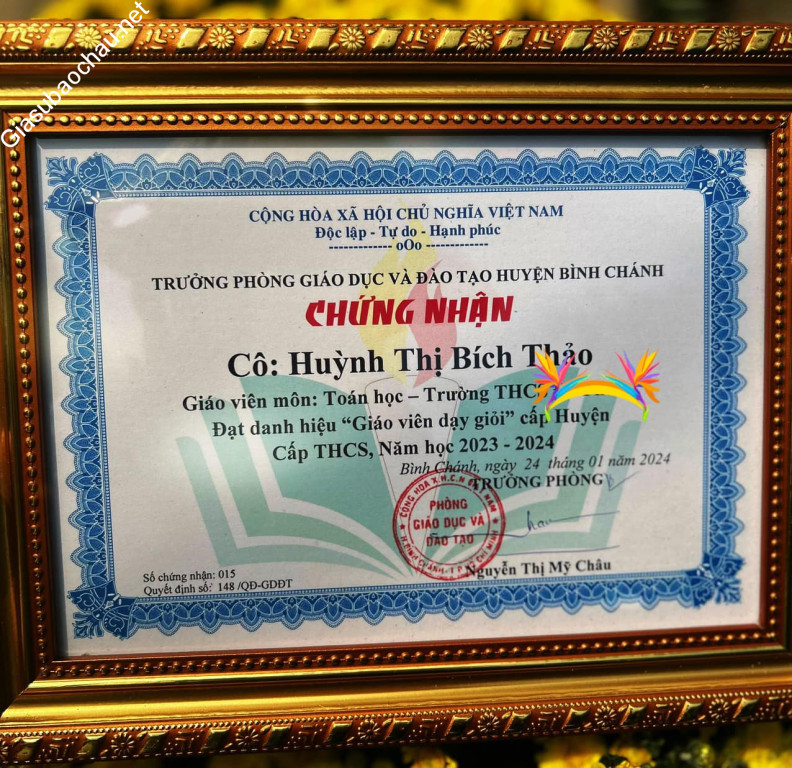 Giasubaochau.net
CỘNG HÒA XÃ HỘI CHỦ NGHĨA VIỆT NAM
Độc lập - Tự do - Hạnh phúc
------------- oOo -------------
TRƯỞNG PHÒNG GIÁO DỤC VÀ ĐÀO TẠO HUYỆN BÌNH CHÁNH
CHỨNG NHẬN
Cô: Huỳnh Thị Bích Thảo
Giáo viên môn: Toán học – Trường THC
Đạt danh hiệu “Giáo viên dạy giỏi” cấp Huyện
Cấp THCS, Năm học 2023 - 2024
Bình Chánh, ngày 24 tháng 01 năm 2024
TRƯỞNG PHÒNG
PHÒNG
GIÁO DỤC VÀ
ĐÀO TẠO
Nguyễn Thị Mỹ Châu
Số chứng nhận: 015
Quyết định số: 148 /QĐ-GDĐT